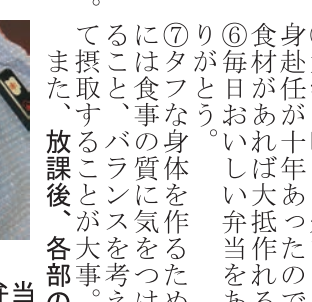 身赴任が十年あったので
食材があれば大抵作れる
⑥毎日おいしい弁当をあ
りがとう。
⑦タフな身体を作るため
には食事の質に気をつけ
ること、バランスを考え
て摂取することが大事。
また、放課後、各部の
弁当